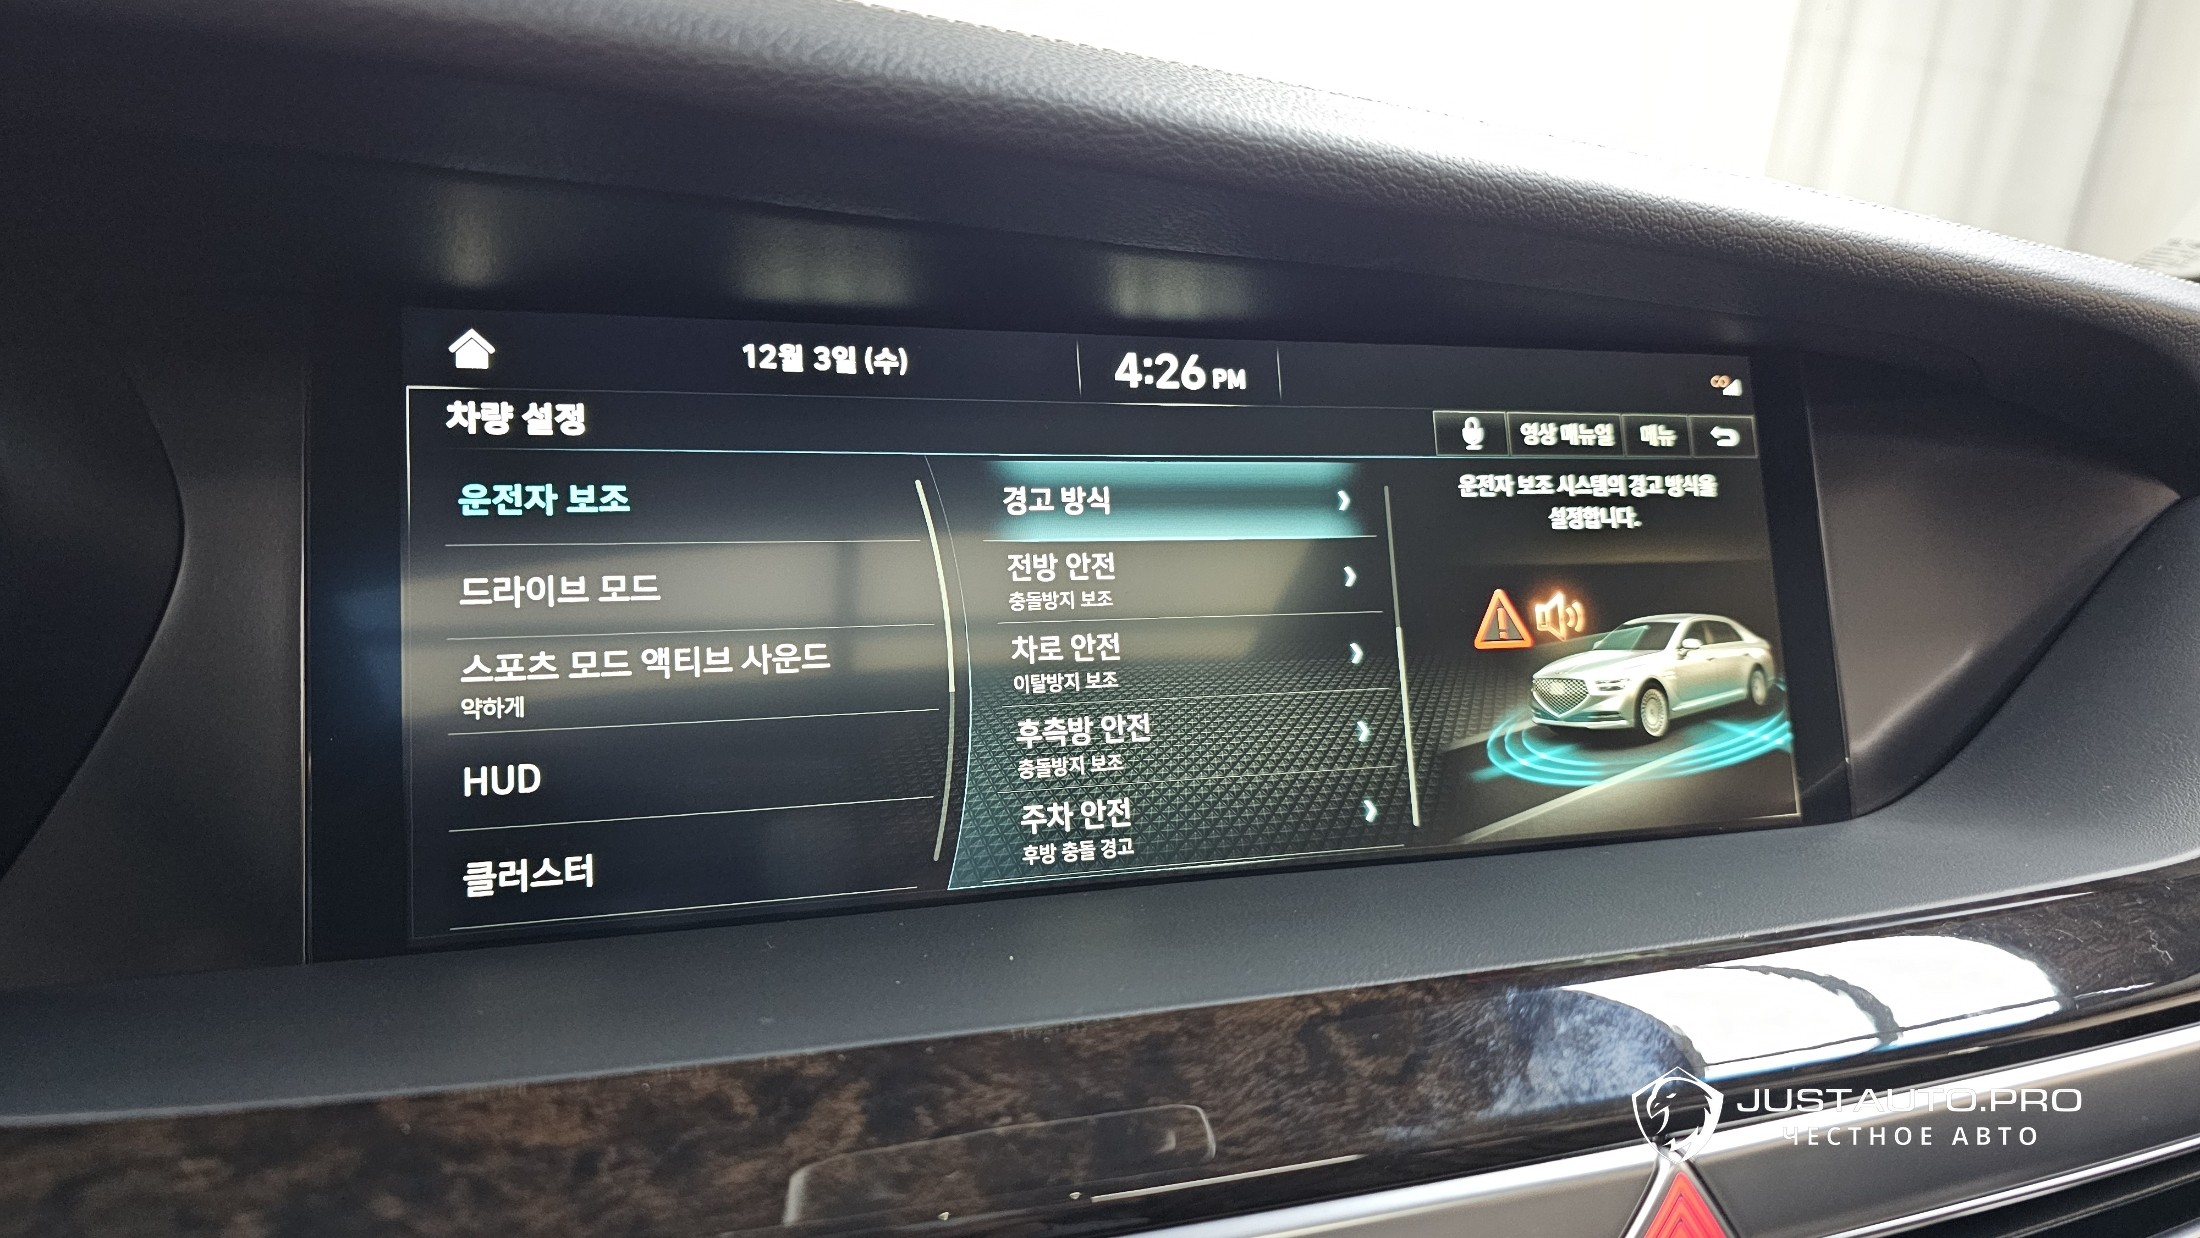 12월 3일 (수)
4:26 PM
차량 설정
영상 매뉴얼
메뉴
운전자 보조
드라이브 모드
스포츠 모드 액티브 사운드
약하게
HUD
클러스터
경고 방식
전방 안전
충돌방지 보조
차로 안전
이탈방지 보조
후측방 안전
충돌방지 보조
주차 안전
후방 충돌 경고
운전자 보조 시스템의 경고 방식을
설정합니다.
JUSTAUTO.PRO
ЧЕСТНОЕ АВТО